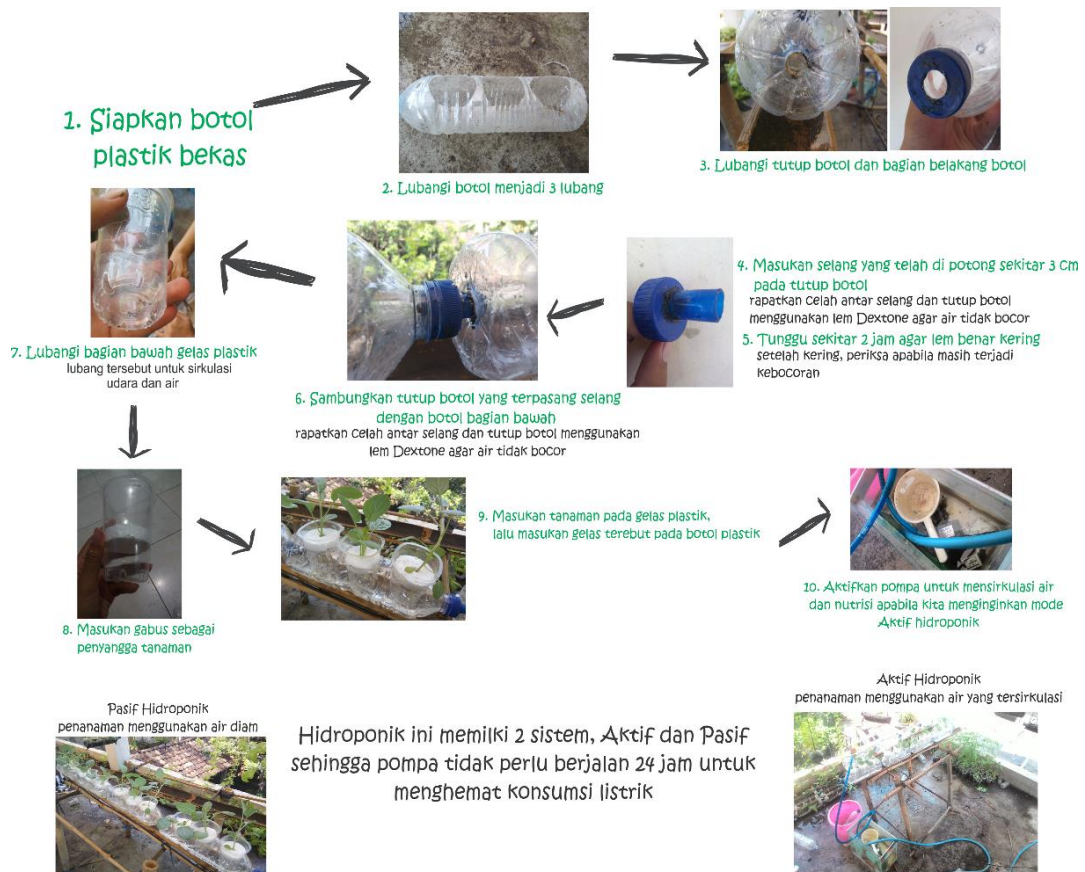 1. Siapkan botol
plastik bekas
2. Lubangi botol menjadi 3 lubang
3. Lubangi tutup botol dan bagian belakang botol
4. Masukan selang yang telah di potong sekitar 3 cm
pada tutup botol
rapatkan celah antar selang dan tutup botol
menggunakan lem Dextone agar air tidak bocor
5. Tunggu sekitar 2 jam agar lem benar kering
setelah kering, periksa apabila masih terjadi
kebocoran
6. Sambungkan tutup botol yang terpasang selang
dengan botol bagian bawah
rapatkan celah antar selang dan tutup botol menggunakan
lem Dextone agar air tidak bocor
7. Lubangi bagian bawah gelas plastik
lubang tersebut untuk sirkulasi
udara dan air
8. Masukan gabus sebagai
penyangga tanaman
9. Masukan tanaman pada gelas plastik,
lalu masukan gelas terebut pada botol plastik
10. Aktifkan pompa untuk mensirkulasi air
dan nutrisi apabila kita menginginkan mode
Aktif hidroponik
Pasif Hidroponik
penanaman menggunakan air diam
Hidroponik ini memilki 2 sistem, Aktif dan Pasif
sehingga pompa tidak perlu berjalan 24 jam untuk
menghemat konsumsi listrik
Aktif Hidroponik
penanaman menggunakan air yang tersirkulasi